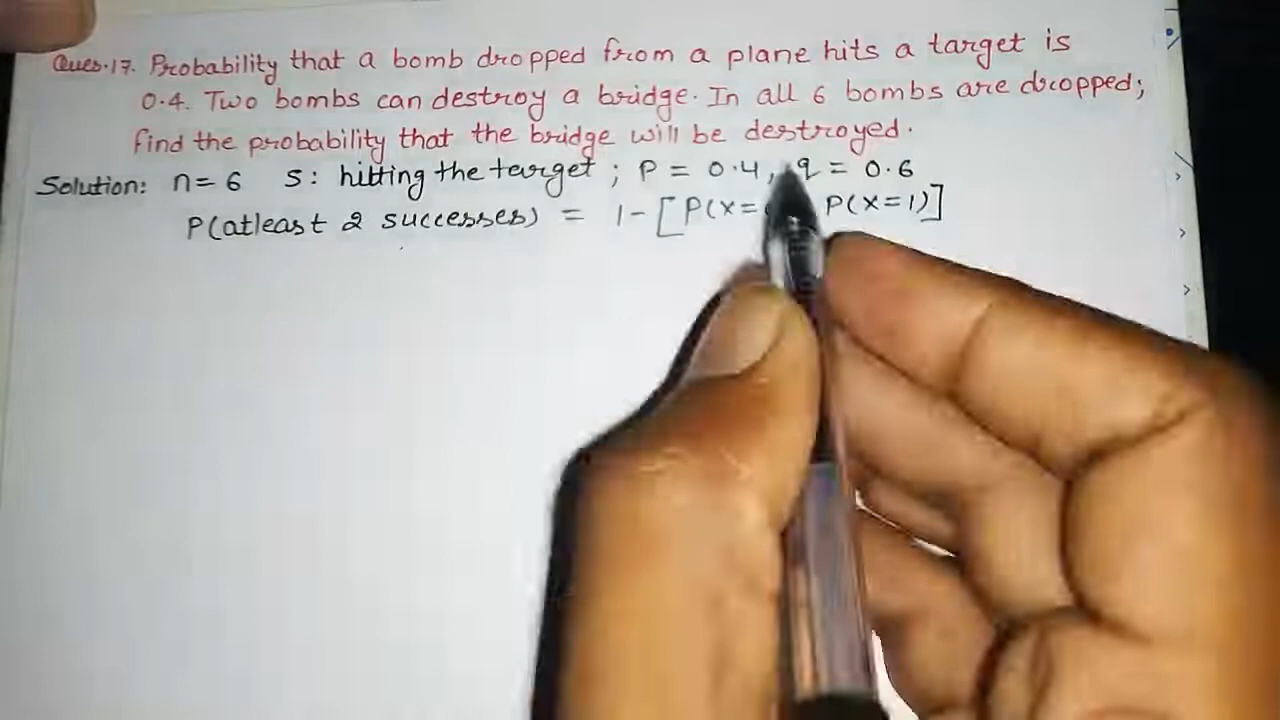 Ques.17. Probability that a bomb dropped from a plane hits a target is
0.4. Two bombs can destroy a bridge. In all 6 bombs are dropped;
find the probability that the bridge will be destroyed.
Solution: n=6 S: hitting the target ; P = 0.4, q = 0.6
P(atleast 2 successes) = 1-[P(X= P(X=1)]